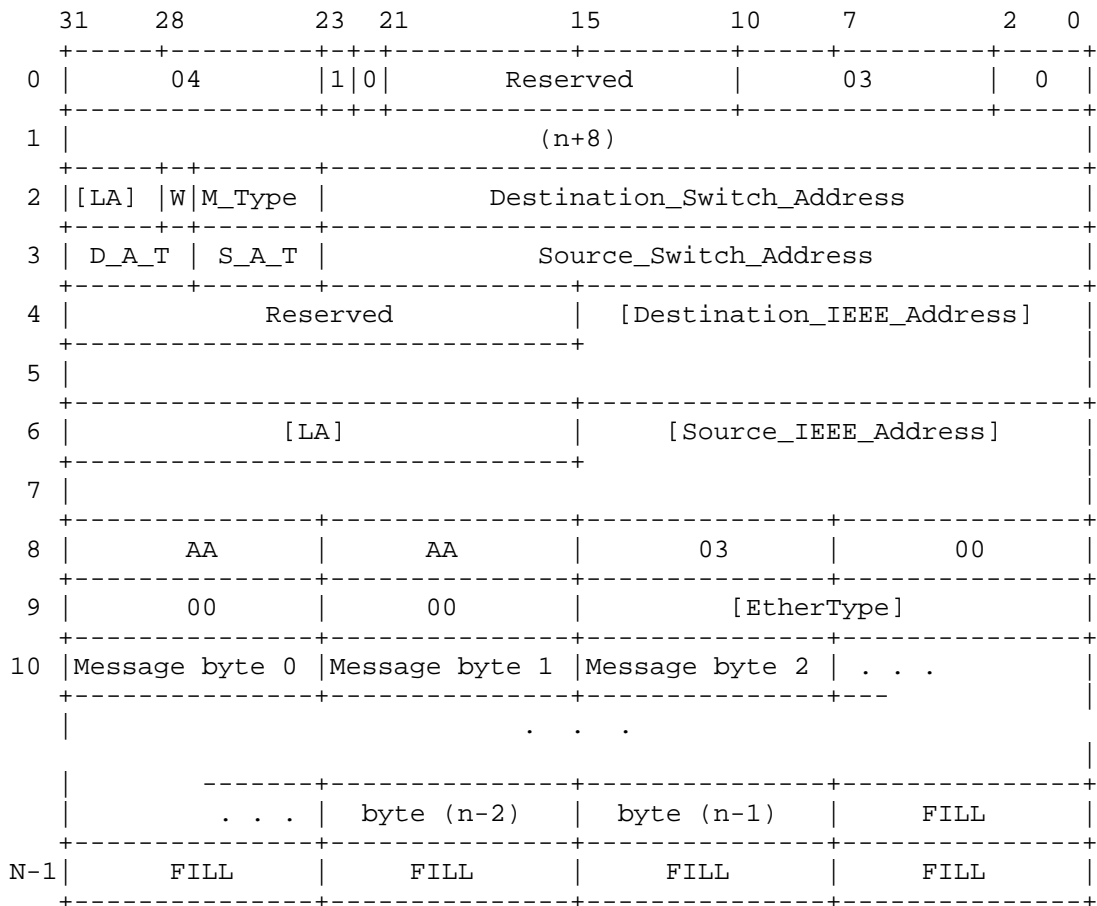 31    28         23 21           15         10     7         2   0
+-----+---------+-+-+------------+---------+-----+---------+-----+
0 |      04       |1|0|       Reserved       |      03       |  0  |
+---------------+-+-+---------------------+---------------+-----+
1 |                             (n+8)                             |
+-----+-+-------+-----------------------------------------------+
2 |[LA] |W|M_Type |          Destination_Switch_Address           |
+-----+-+-------+-----------------------------------------------+
3 | D_A_T | S_A_T |             Source_Switch_Address             |
+-------+-------+---------------+-------------------------------+
4 |            Reserved           |  [Destination_IEEE_Address]   |
+-------------------------------+                               |
5 |                                                               |
+-------------------------------+-------------------------------+
6 |             [LA]              |     [Source_IEEE_Address]     |
+-------------------------------+                               |
7 |                                                               |
+---------------+---------------+---------------+---------------+
8 |       AA      |      AA       |       03      |       00      |
+---------------+---------------+---------------+---------------+
9 |       00      |      00       |         [EtherType]           |
+---------------+---------------+---------------+---------------+
10 |Message byte 0 |Message byte 1 |Message byte 2 | . . .         |
+---------------+---------------+---------------+---            |
|                            .  .  .
|
|        -------+---------------+---------------+---------------+
|         . . . |  byte (n-2)   |  byte (n-1)   |     FILL      |
+---------------+---------------+---------------+---------------+
N-1|      FILL     |     FILL      |     FILL      |     FILL      |
+---------------+---------------+---------------+---------------+